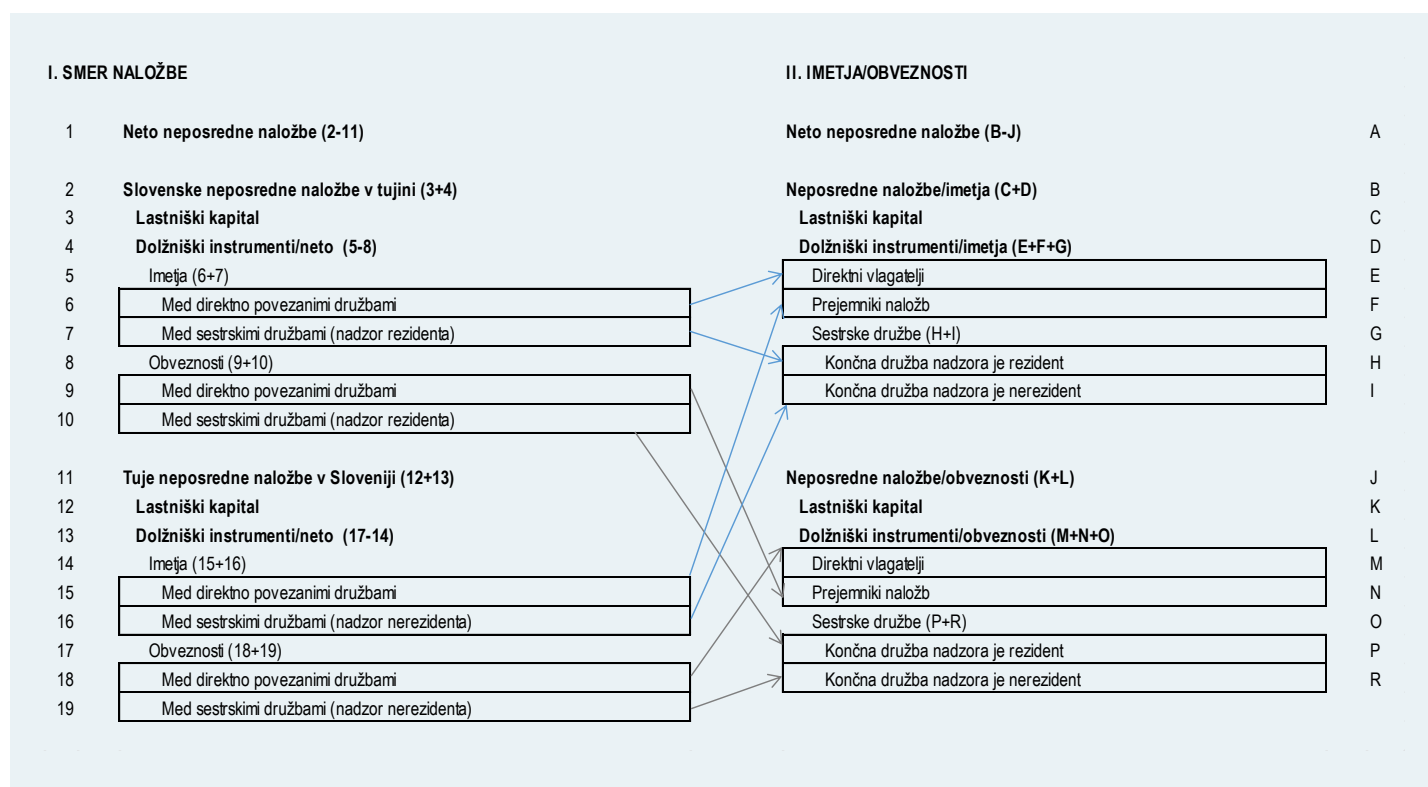 I. SMER NALOŽBE II. IMETJA/OBVEZNOSTI
1 Neto neposredne naložbe (2-11) Neto neposredne naložbe (B-J) A
2 Slovenske neposredne naložbe v tujini (3+4) Neposredne naložbe/imetja (C+D) B
3 Lastniški kapital Lastniški kapital C
4 Dolžniški instrumenti/neto (5-8) Dolžniški instrumenti/imetja (E+F+G) D
5 Imetja (6+7) Direktni vlagatelji E
6 Med direktno povezanimi družbami Prejemniki naložb F
7 Med sestrskimi družbami (nadzor rezidenta) Sestrske družbe (H+I) G
8 Obveznosti (9+10) Končna družba nadzora je rezident H
9 Med direktno povezanimi družbami Končna družba nadzora je nerezident I
10 Med sestrskimi družbami (nadzor rezidenta)
11 Tuje neposredne naložbe v Sloveniji (12+13) Neposredne naložbe/obveznosti (K+L) J
12 Lastniški kapital Lastniški kapital K
13 Dolžniški instrumenti/neto (17-14) Dolžniški instrumenti/obveznosti (M+N+O) L
14 Imetja (15+16) Direktni vlagatelji M
15 Med direktno povezanimi družbami Prejemniki naložb N
16 Med sestrskimi družbami (nadzor nerezidenta) Sestrske družbe (P+R) O
17 Obveznosti (18+19) Končna družba nadzora je rezident P
18 Med direktno povezanimi družbami Končna družba nadzora je nerezident R
19 Med sestrskimi družbami (nadzor nerezidenta)